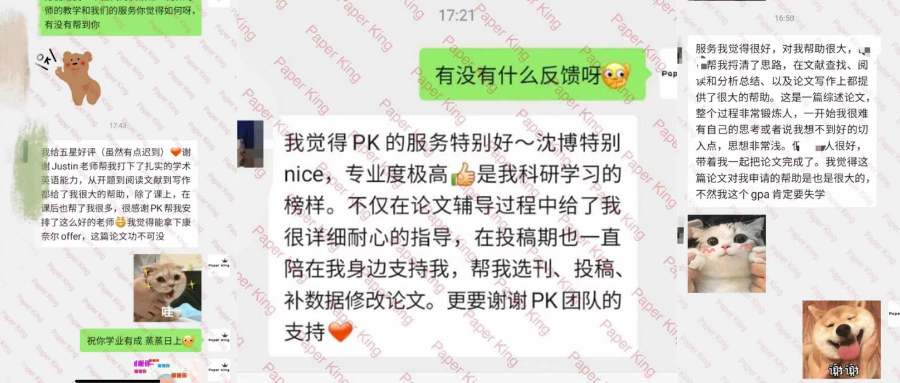 师的教学和我们的服务你觉得如何呀，
有没有帮到你
17:43
我给五星好评（虽然有点迟到）❤️谢
谢Justin老师帮我打下了扎实的学术
英语能力，从开题到阅读文献到写作
都给了我很大的帮助，除了课上，在
课后也帮了我很多，很感谢PK帮我安
排了这么好的老师😊我觉得能拿下康
奈尔offer，这篇论文功不可没
哇
祝你学业有成 蒸蒸日上
17:21
有没有什么反馈呀
我觉得PK的服务特别好～沈博特别
nice，专业度极高👍是我科研学习的
榜样。不仅在论文辅导过程中给了我
很详细耐心的指导，在投稿期也一直
陪在我身边支持我，帮我选刊、投稿、
补数据修改论文。更要谢谢PK团队的
支持❤️
16:50
服务我觉得很好，对我帮助很大，
帮我捋清了思路，在文献查找、阅
读和分析总结、以及论文写作上都提
供了很大的帮助。这是一篇综述论文，
整个过程非常锻炼人，一开始我很难
有自己的思考或者说我想不到好的切
入点，思想非常浅。人很好，
带着我一起把论文完成了。我觉得这
篇论文对我申请的帮助是也是很大的，
不然我这个gpa肯定要失学
谢谢
Paper King